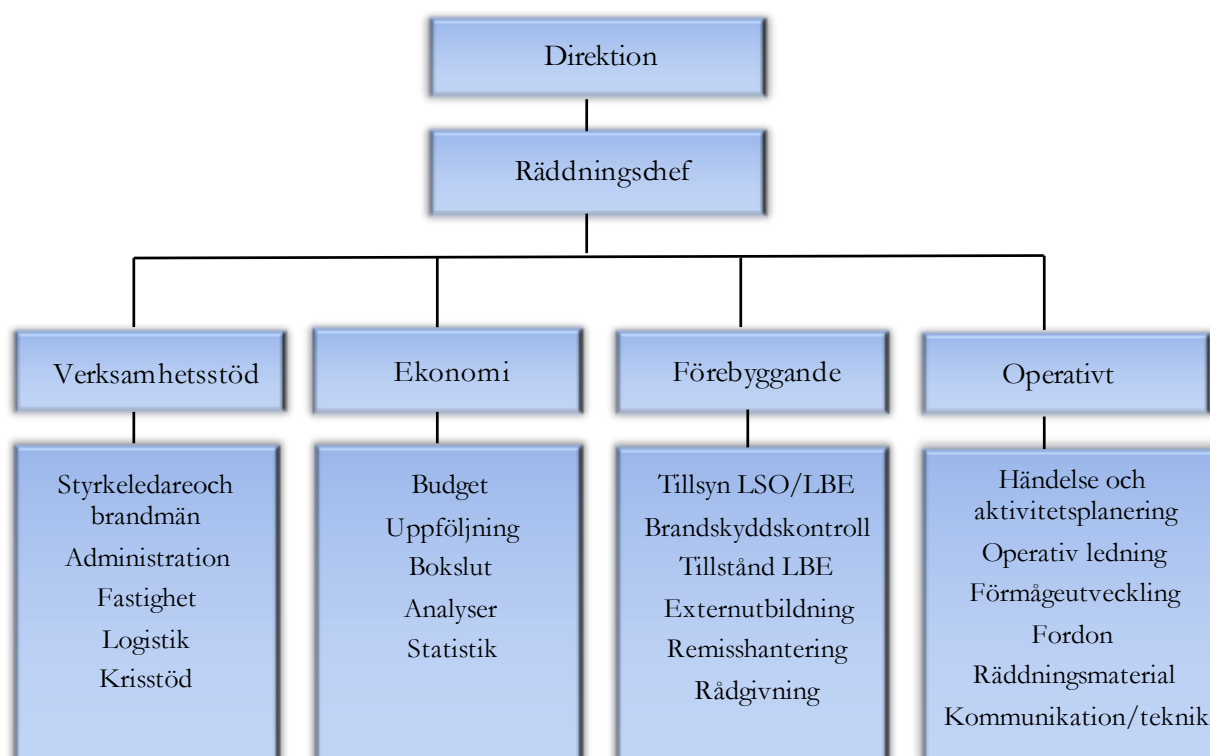 Direktion
Räddningschef
Verksamhetsstöd
Ekonomi
Förebyggande
Operativt
Styrkeledareoch
brandmän
Administration
Fastighet
Logistik
Krisstöd
Budget
Uppföljning
Bokslut
Analyser
Statistik
Tillsyn LSO/LBE
Brandskyddskontroll
Tillstånd LBE
Externutbildning
Remisshantering
Rådgivning
Händelse och
aktivitetsplanering
Operativ ledning
Förmågeutveckling
Fordon
Räddningsmaterial
Kommunikation/teknik